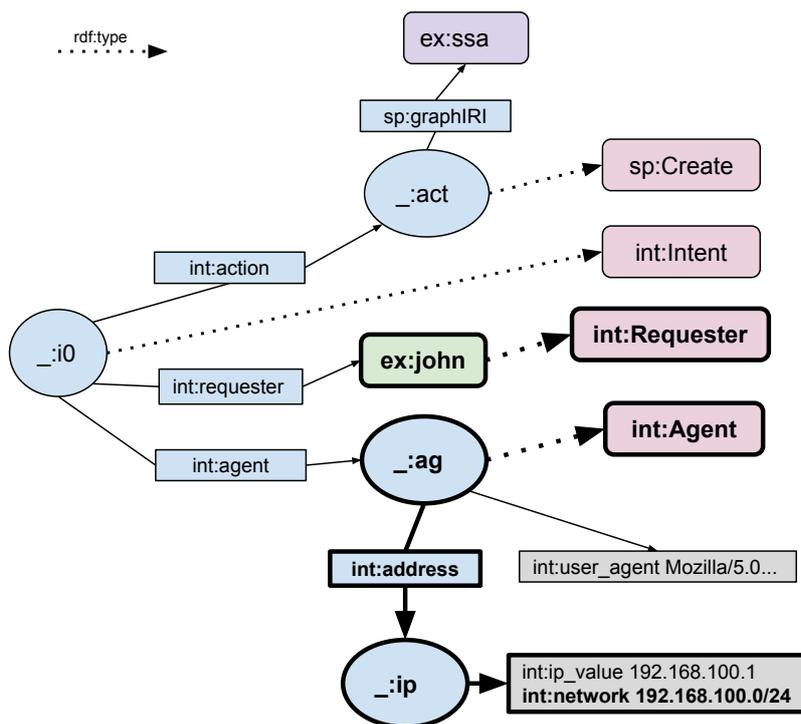 rdf:type
ex:ssa
sp:graphIRI
_:act
sp:Create
int:action
int:Intent
_:i0
int:requester
ex:john
int:Requester
int:agent
_:ag
int:Agent
int:address
int:user_agent Mozilla/5.0...
_:ip
int:ip_value 192.168.100.1
int:network 192.168.100.0/24